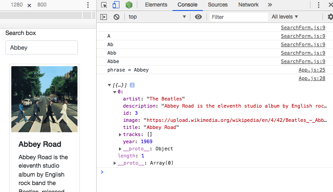 1280 × 800
Elements
Console
Sources
Network
top
Filter
All levels ▾
Search box
Abbey
Abbey Road
Abbey Road is the
eleventh studio album by
English rock band the
SearchForm.js:9
A SearchForm.js:9
Ab SearchForm.js:9
Abb SearchForm.js:9
Abbe SearchForm.js:9
phrase = Abbey App.js:25
App.js:28
▼ [{…}]
▼ 0:
artist: "The Beatles"
description: "Abbey Road is the eleventh studio album by English roc…
id: 3
image: "https://upload.wikimedia.org/wikipedia/en/4/42/Beatles_-_Abb…
title: "Abbey Road"
▶ tracks: []
year: 1969
▶ __proto__: Object
length: 1
▶ __proto__: Array(0)